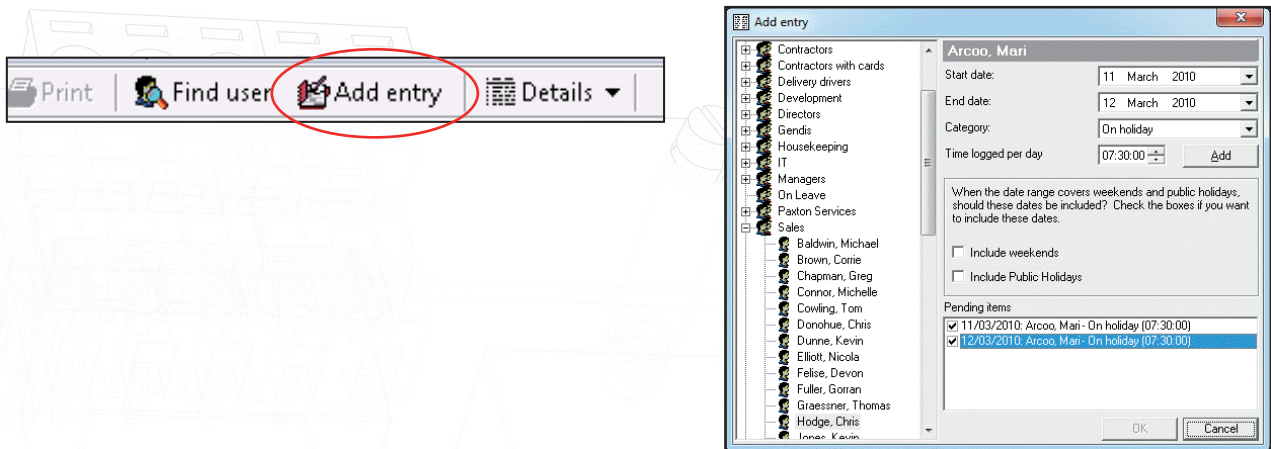 Print
Find user
Add entry
Details
Add entry
Contractors
Contractors with cards
Delivery drivers
Development
Directors
Gendis
Housekeeping
IT
Managers
On Leave
Paxton Services
Sales
Baldwin, Michael
Brown, Corrie
Chapman, Greg
Connor, Michelle
Cowling, Tom
Donohue, Chris
Dunne, Kevin
Elliott, Nicola
Felise, Devon
Fuller, Gorran
Graessner, Thomas
Hodge, Chris
Jones, Kevin
Arcoo, Mari
Start date: 11 March 2010
End date: 12 March 2010
Category: On holiday
Time logged per day 07:30:00 Add
When the date range covers weekends and public holidays,
should these dates be included? Check the boxes if you want
to include these dates.
Include weekends
Include Public Holidays
Pending items
11/03/2010: Arcoo, Mari - On holiday (07:30:00)
12/03/2010: Arcoo, Mari - On holiday (07:30:00)
OK Cancel